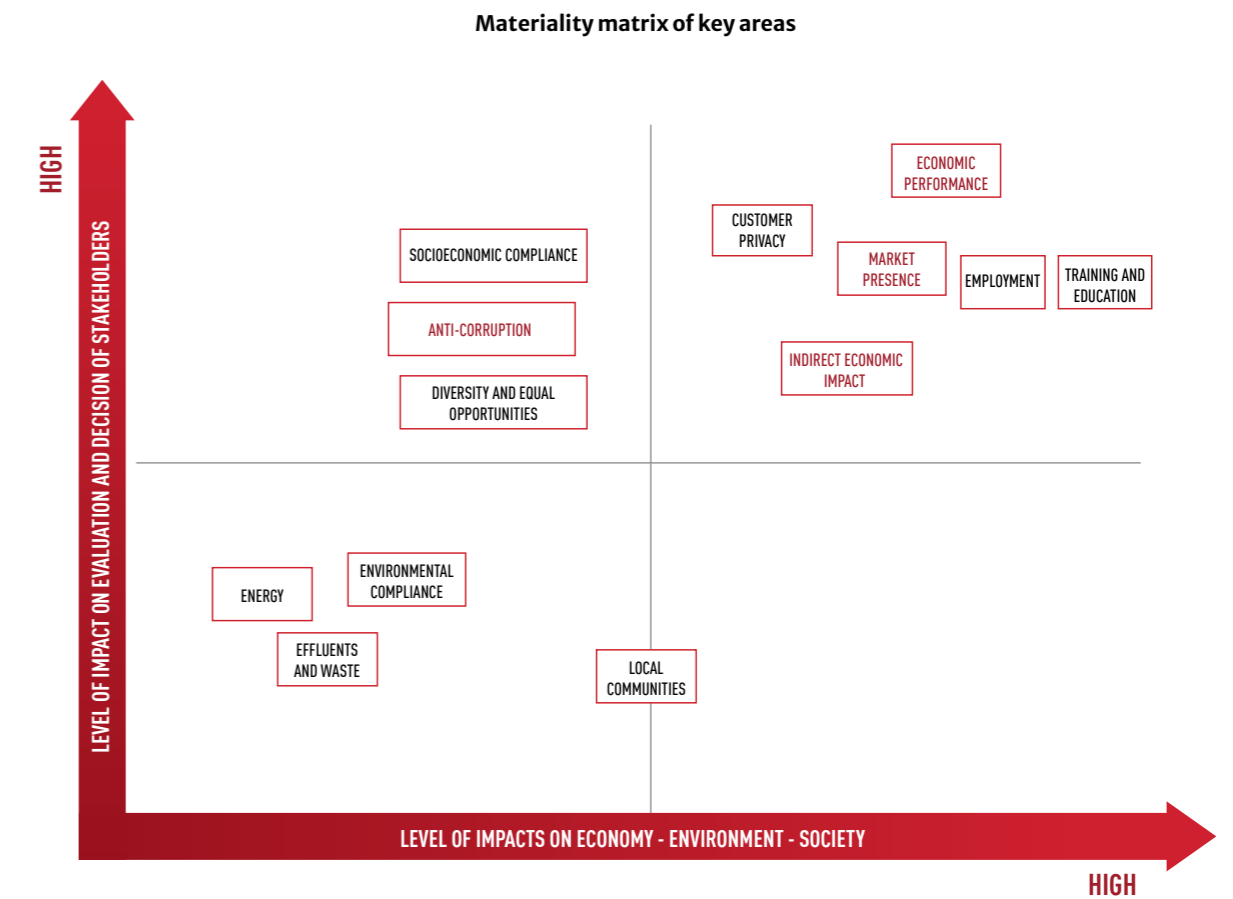 Materiality matrix of key areas
HIGH
LEVEL OF IMPACT ON EVALUATION AND DECISION OF STAKEHOLDERS
ECONOMIC
PERFORMANCE
CUSTOMER
PRIVACY
SOCIOECONOMIC COMPLIANCE
MARKET
PRESENCE
EMPLOYMENT
TRAINING AND
EDUCATION
ANTI-CORRUPTION
INDIRECT ECONOMIC
IMPACT
DIVERSITY AND EQUAL
OPPORTUNITIES
ENERGY
ENVIRONMENTAL
COMPLIANCE
EFFLUENTS
AND WASTE
LOCAL
COMMUNITIES
LEVEL OF IMPACTS ON ECONOMY - ENVIRONMENT - SOCIETY
HIGH